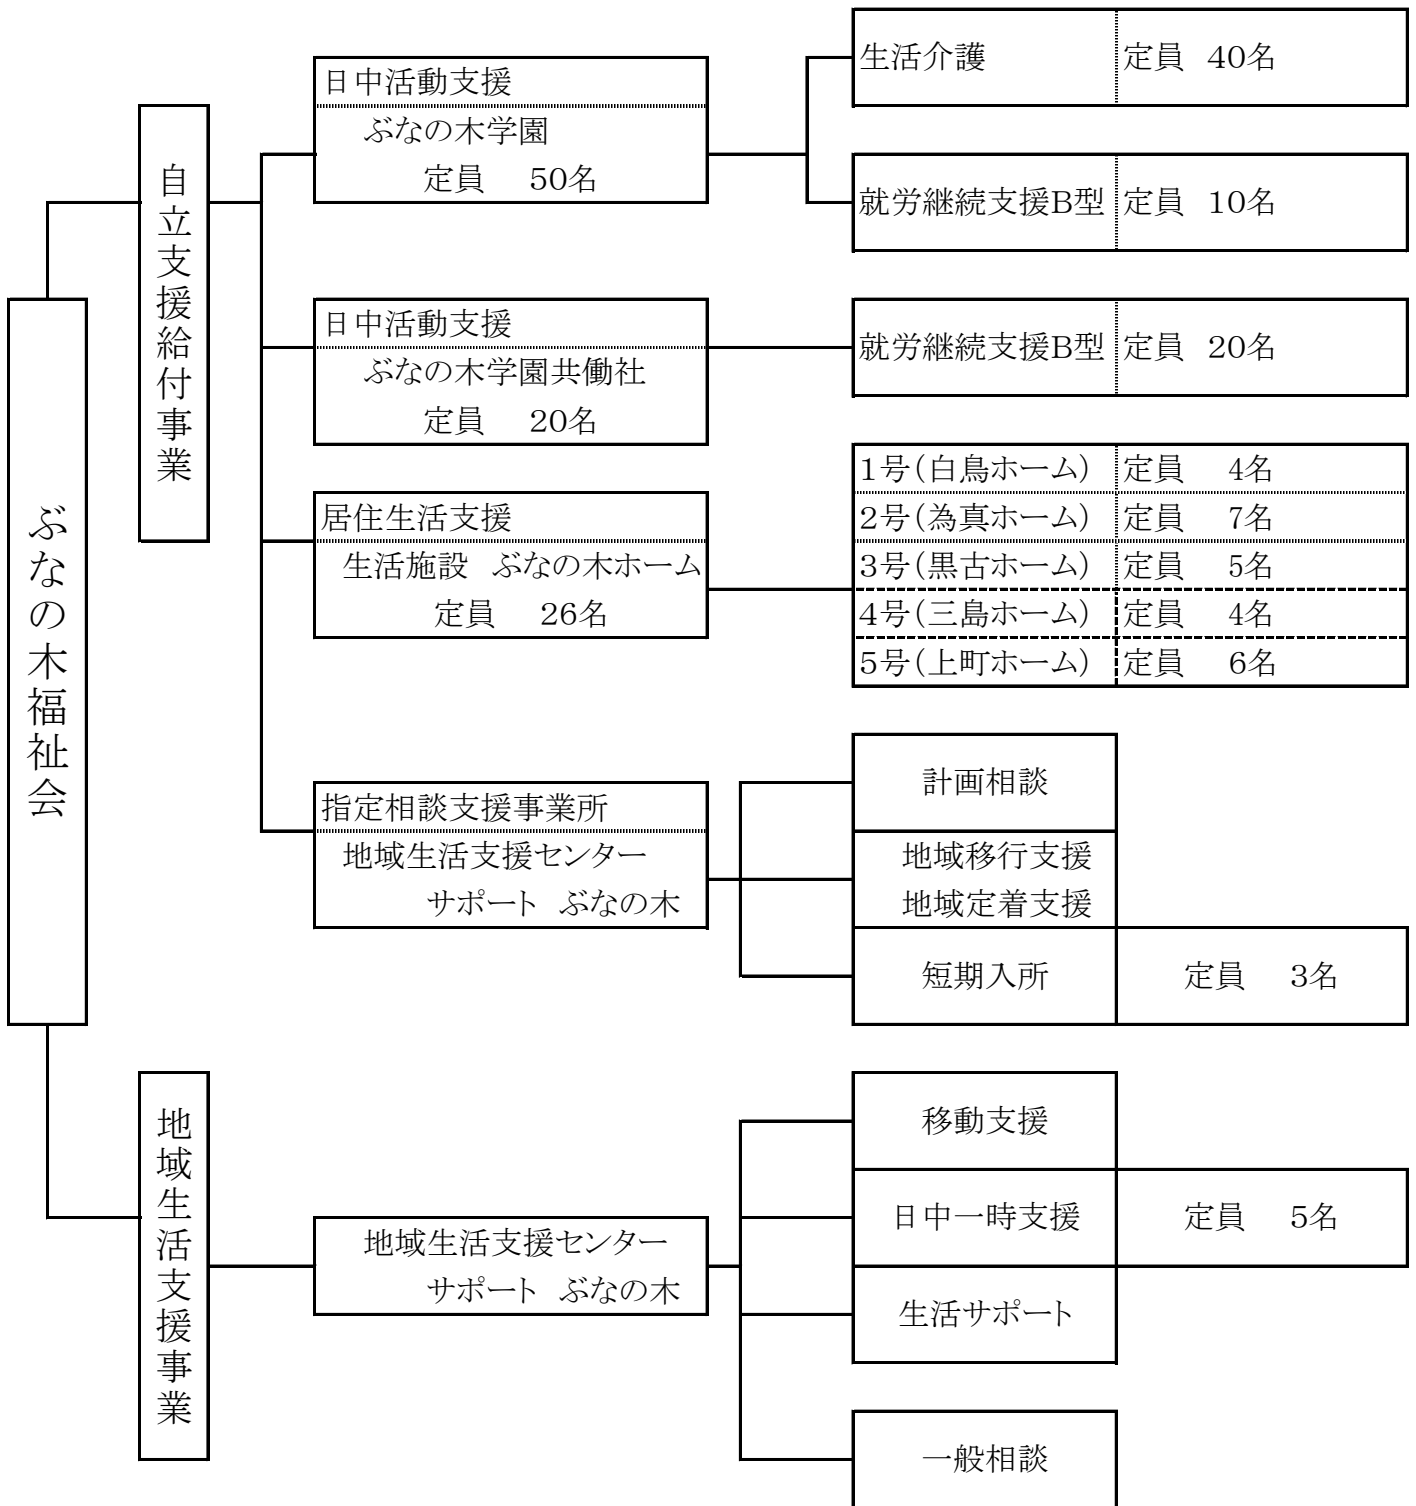 ぶなの木福祉会
自立支援給付事業
日中活動支援
ぶなの木学園
定員 50名
生活介護 定員 40名
就労継続支援B型 定員 10名
日中活動支援
ぶなの木学園共働社
定員 20名
就労継続支援B型 定員 20名
居住生活支援
生活施設 ぶなの木ホーム
定員 26名
1号(白鳥ホーム) 定員 4名
2号(為真ホーム) 定員 7名
3号(黒古ホーム) 定員 5名
4号(三島ホーム) 定員 4名
5号(上町ホーム) 定員 6名
指定相談支援事業所
地域生活支援センター
サポート ぶなの木
計画相談
地域移行支援
地域定着支援
短期入所 定員 3名
地域生活支援事業
地域生活支援センター
サポート ぶなの木
移動支援
日中一時支援 定員 5名
生活サポート
一般相談